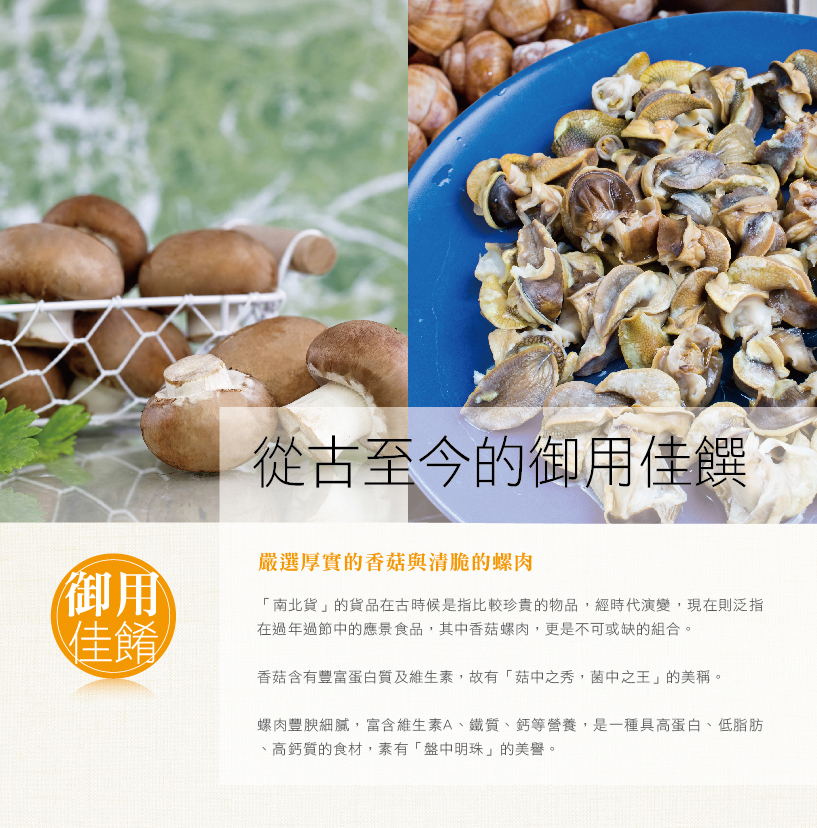 從古至今的御用佳饌
御用
佳餚
嚴選厚實的香菇與清脆的螺肉
「南北貨」的貨品在古時候是指比較珍貴的物品，經時代演變，現在則泛指
在過年過節中的應景食品，其中香菇螺肉，更是不可或缺的組合。
香菇含有豐富蛋白質及維生素，故有「菇中之秀，菌中之王」的美稱。
螺肉豐腴細膩，富含維生素A、鐵質、鈣等營養，是一種具高蛋白、低脂肪
、高鈣質的食材，素有「盤中明珠」的美譽。